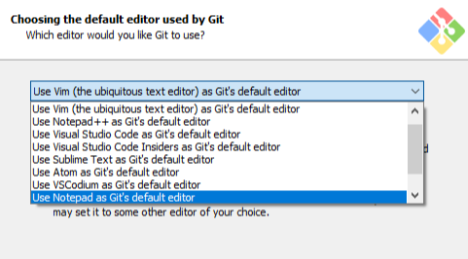 Choosing the default editor used by Git
Which editor would you like Git to use?
Use Vim (the ubiquitous text editor) as Git's default editor
Use Vim (the ubiquitous text editor) as Git's default editor
Use Notepad++ as Git's default editor
Use Visual Studio Code as Git's default editor
Use Visual Studio Code Insiders as Git's default editor
Use Sublime Text as Git's default editor
Use Atom as Git's default editor
Use VSCodium as Git's default editor
Use Notepad as Git's default editor
may set it to some other editor of your choice.